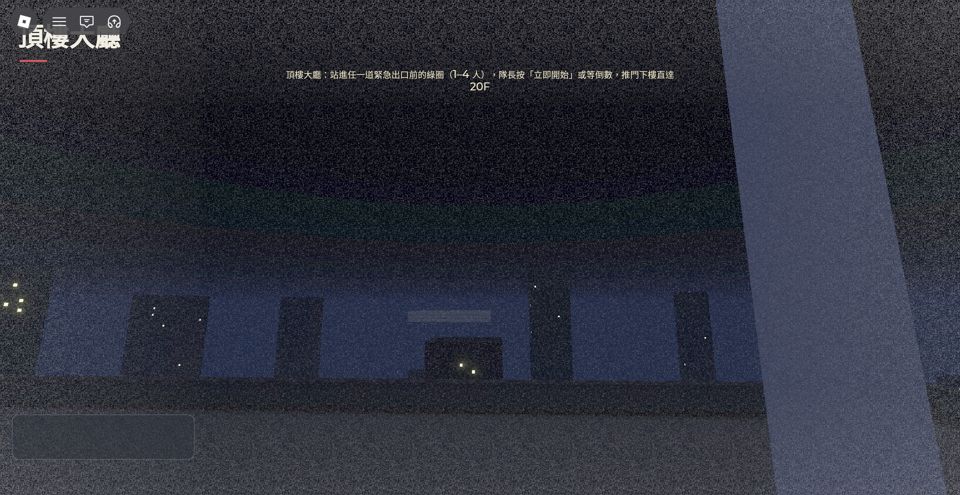 頂樓大廳
頂樓大廳：站進任一道緊急出口前的綠圈（1–4 人），隊長按「立即開始」或等倒數，推門下樓直達
20F